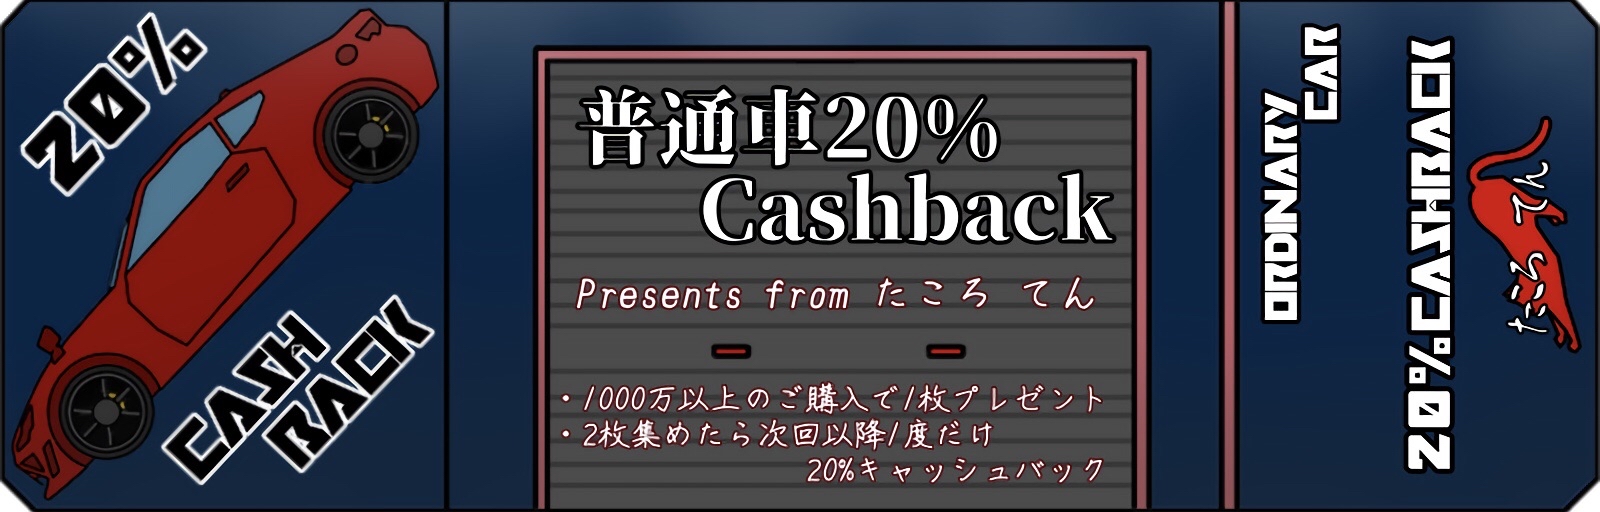 20%
CASH
BACK
普通車20%
Cashback
Presents from たころ てん
・1000万以上のご購入で1枚プレゼント
・2枚集めたら次回以降1度だけ
20%キャッシュバック
ORDINARY
CAR
20%CASHBACK
たころ てん